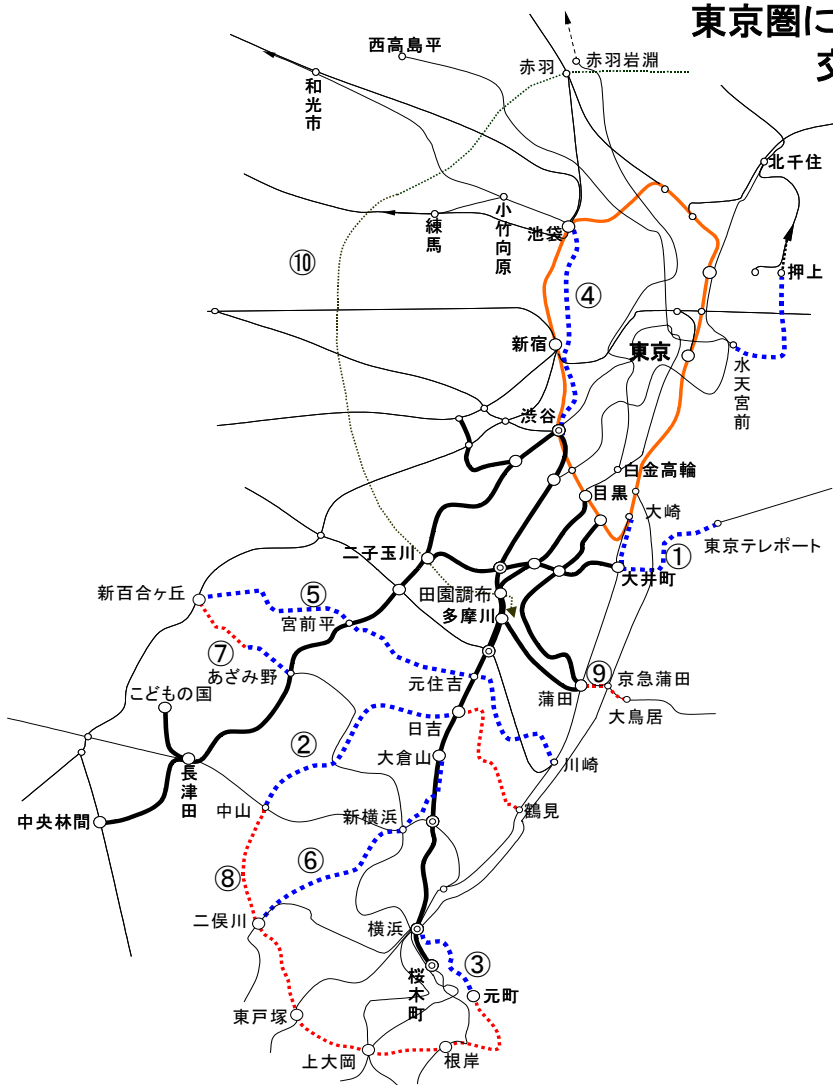 東京圏に
交
西高島平
赤羽
赤羽岩淵
和光市
北千住
小竹向原
練馬
池袋
押上
⑩
④
新宿
東京
水天宮前
渋谷
白金高輪
目黒
大崎
東京テレポート
①
二子玉川
大井町
田園調布
多摩川
新百合ヶ丘
⑤
宮前平
⑦
あざみ野
元住吉
⑨
京急蒲田
蒲田
大鳥居
こどもの国
日吉
②
大倉山
川崎
長津田
中山
新横浜
鶴見
中央林間
⑥
⑧
二俣川
横浜
③
桜木町
元町
東戸塚
上大岡
根岸